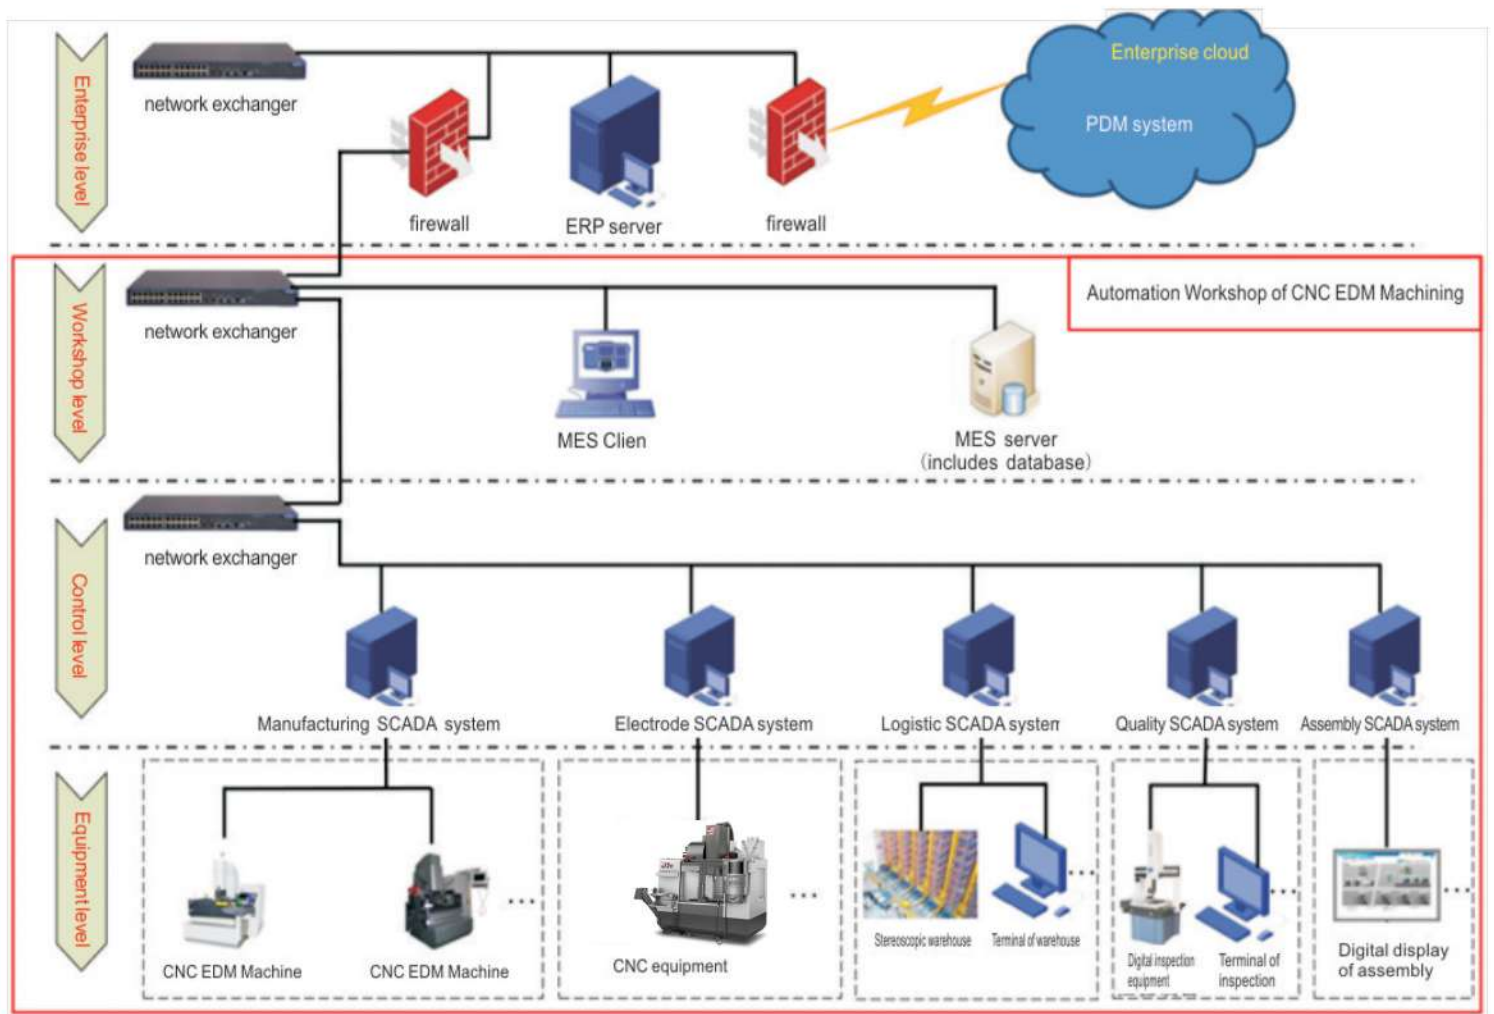 Enterprise level
network exchanger
firewall
ERP server
firewall
Enterprise cloud
PDM system
Automation Workshop of CNC EDM Machining
Workshop level
network exchanger
MES Clien
MES server
(includes database)
Control level
network exchanger
Manufacturing SCADA system
Electrode SCADA system
Logistic SCADA system
Quality SCADA system
Assembly SCADA system
Equipment level
CNC EDM Machine
CNC EDM Machine
...
CNC equipment
...
Stereoscopic warehouse
Terminal of warehouse
...
Digital inspection
equipment
Terminal of
inspection
...
Digital display
of assembly
...